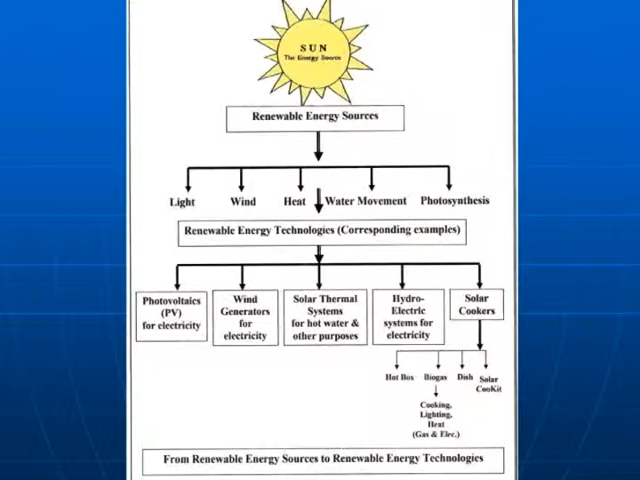 SUN
The Energy Source
Renewable Energy Sources
Light Wind Heat Water Movement Photosynthesis
Renewable Energy Technologies (Corresponding examples)
Photovoltaics
(PV)
for electricity
Wind
Generators
for
electricity
Solar Thermal
Systems
for hot water &
other purposes
Hydro-
Electric
systems for
electricity
Solar
Cookers
Hot Box Biogas Dish Solar
CooKit
Cooking,
Lighting,
Heat
(Gas & Elec.)
From Renewable Energy Sources to Renewable Energy Technologies